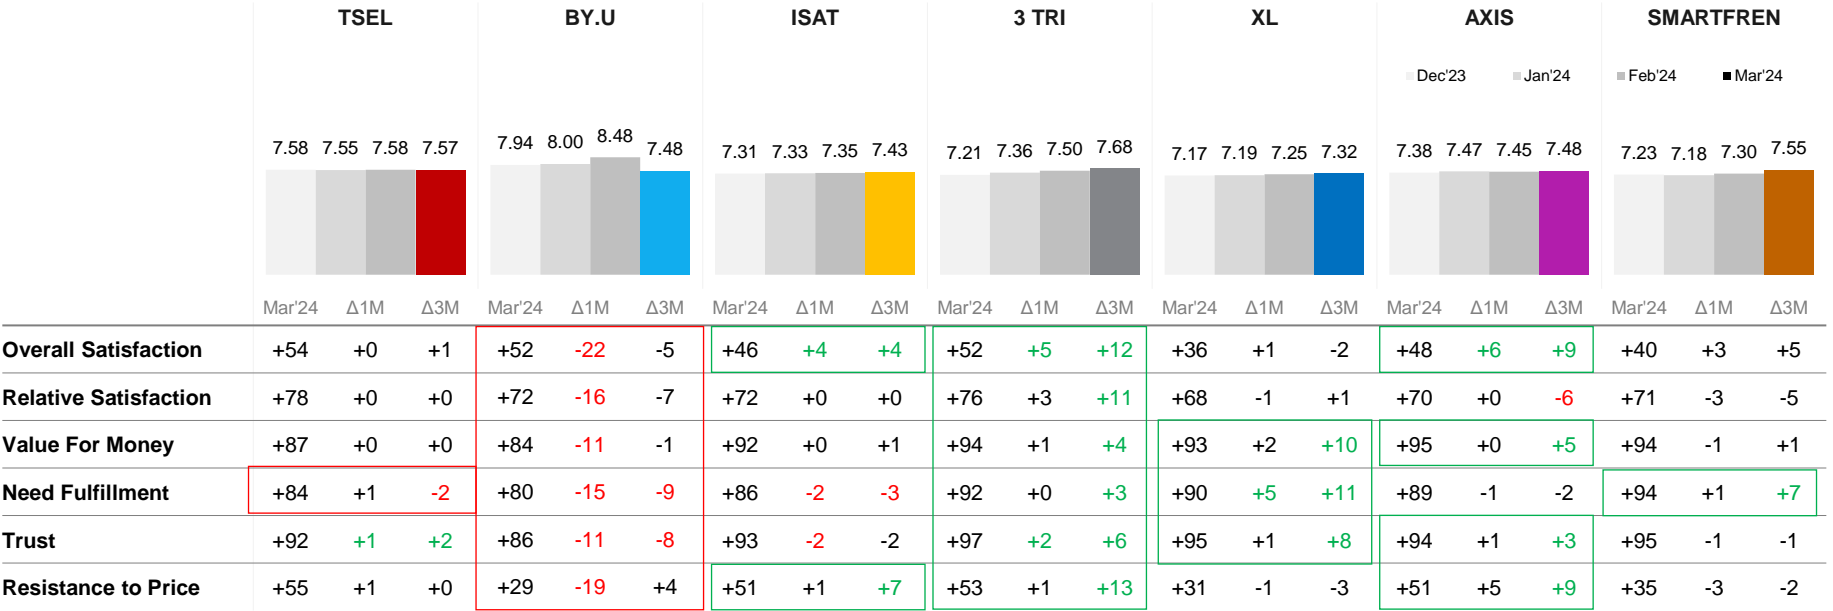 TSEL BY.U ISAT 3 TRI XL AXIS SMARTFREN
Dec'23 Jan'24 Feb'24 Mar'24
7.58 7.55 7.58 7.57 7.94 8.00 8.48 7.48 7.31 7.33 7.35 7.43 7.21 7.36 7.50 7.68 7.17 7.19 7.25 7.32 7.38 7.47 7.45 7.48 7.23 7.18 7.30 7.55
Mar'24 Δ1M Δ3M Mar'24 Δ1M Δ3M Mar'24 Δ1M Δ3M Mar'24 Δ1M Δ3M Mar'24 Δ1M Δ3M Mar'24 Δ1M Δ3M Mar'24 Δ1M Δ3M
Overall Satisfaction +54 +0 +1 +52 -22 -5 +46 +4 +4 +52 +5 +12 +36 +1 -2 +48 +6 +9 +40 +3 +5
Relative Satisfaction +78 +0 +0 +72 -16 -7 +72 +0 +0 +76 +3 +11 +68 -1 +1 +70 +0 -6 +71 -3 -5
Value For Money +87 +0 +0 +84 -11 -1 +92 +0 +1 +94 +1 +4 +93 +2 +10 +95 +0 +5 +94 -1 +1
Need Fulfillment +84 +1 -2 +80 -15 -9 +86 -2 -3 +92 +0 +3 +90 +5 +11 +89 -1 -2 +94 +1 +7
Trust +92 +1 +2 +86 -11 -8 +93 -2 -2 +97 +2 +6 +95 +1 +8 +94 +1 +3 +95 -1 -1
Resistance to Price +55 +1 +0 +29 -19 +4 +51 +1 +7 +53 +1 +13 +31 -1 -3 +51 +5 +9 +35 -3 -2